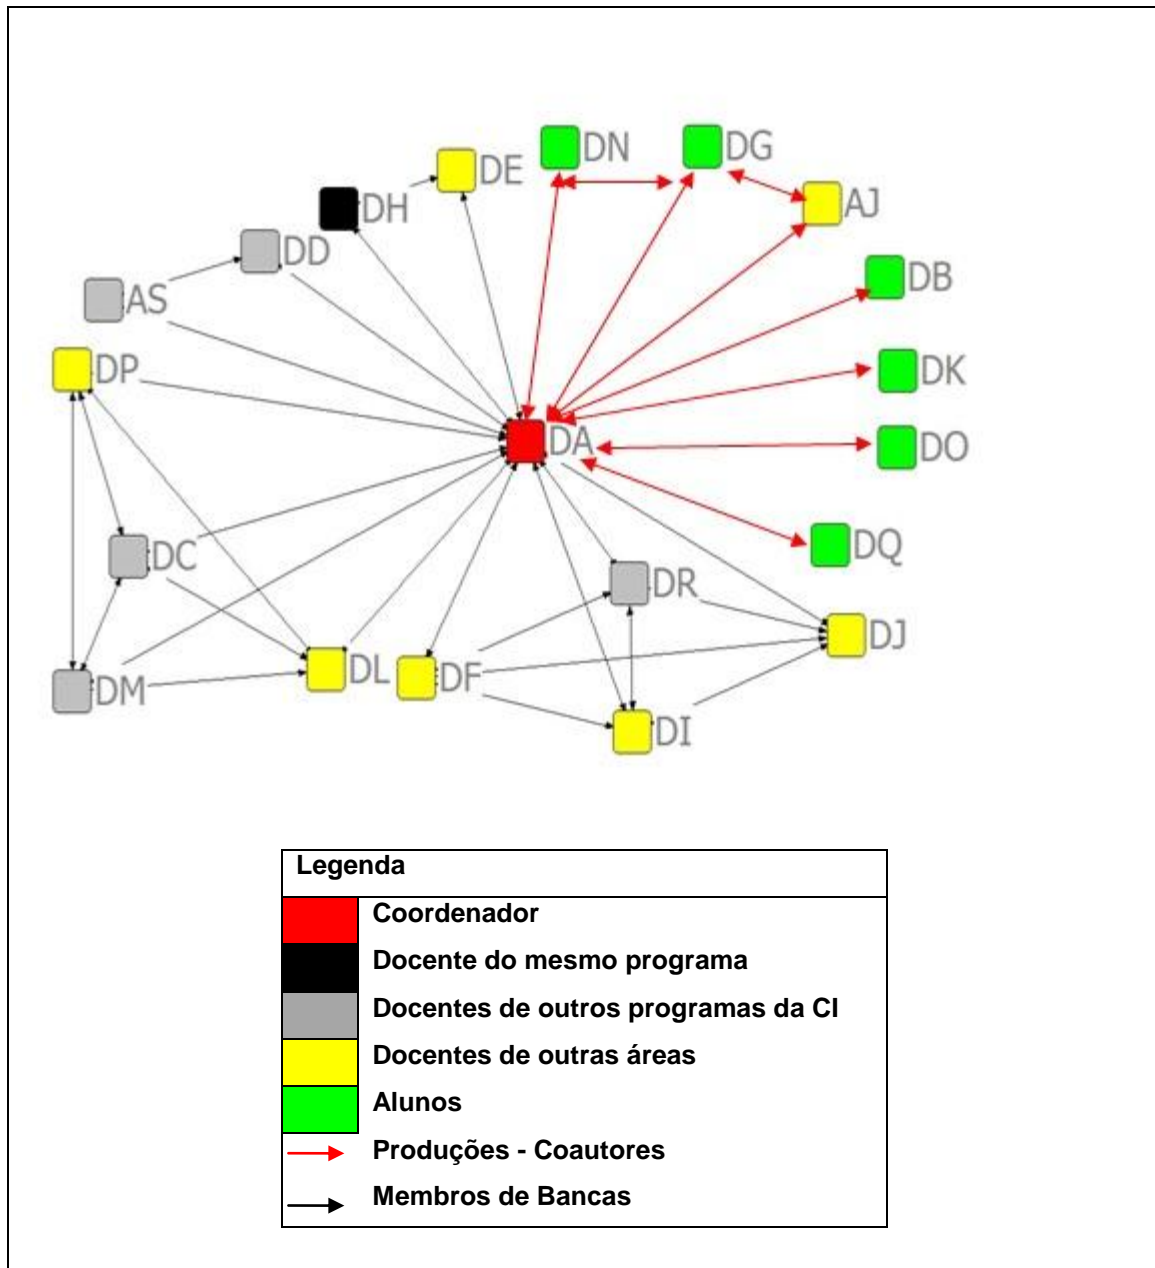 DN
DG
DE
AJ
DH
DD
DB
AS
DP
DK
DA
DO
DC
DQ
DR
DJ
DL
DF
DM
DI
Legenda
Coordenador
Docente do mesmo programa
Docentes de outros programas da CI
Docentes de outras áreas
Alunos
Produções - Coautores
Membros de Bancas